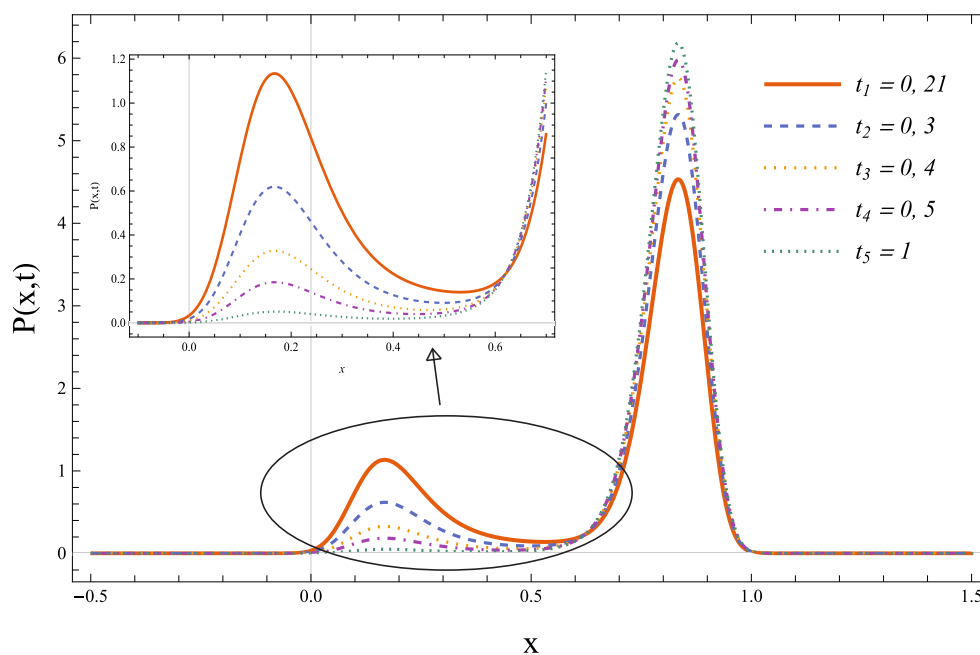 P(x,t)
6
5
4
3
2
1
0
−0.5
0.0
0.5
1.0
1.5
x
P(x,t)
1.2
1.0
0.8
0.6
0.4
0.2
0.0
0.0
0.2
0.4
0.6
x
t₁ = 0, 21
t₂ = 0, 3
t₃ = 0, 4
t₄ = 0, 5
t₅ = 1